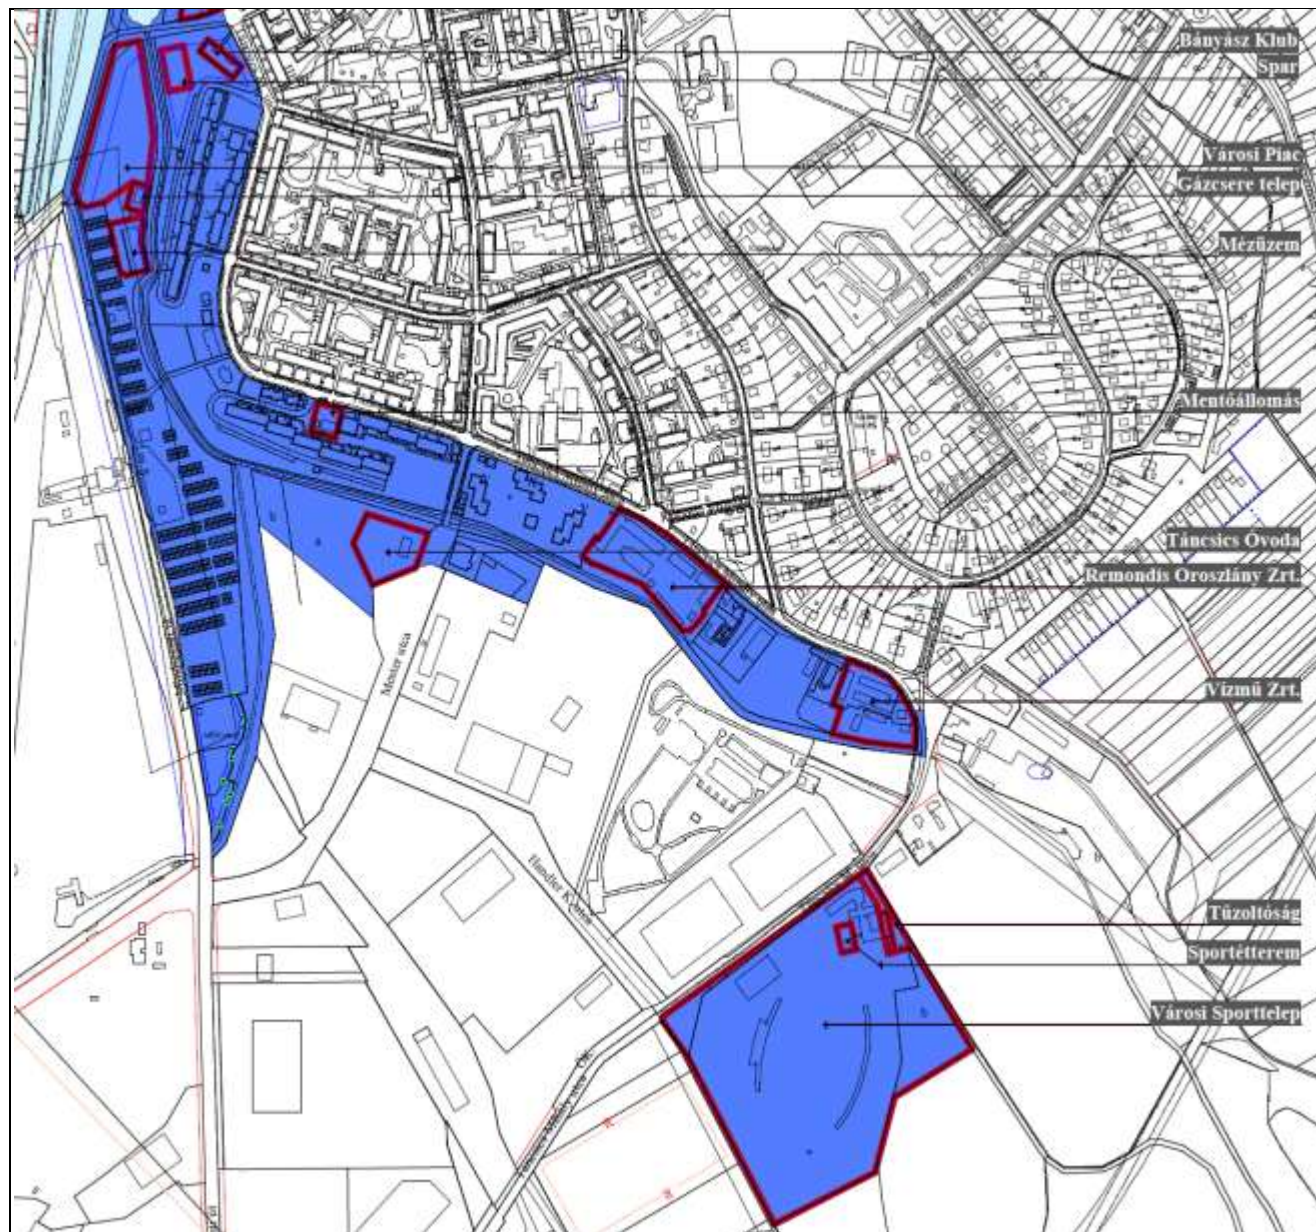 Bányász Klub
Spar
Városi Piac
Gázcsere telep
Mézüzem
Mentőállomás
Táncsics Óvoda
Remondis Oroszlány Zrt.
Mester utca
Vízmű Zrt.
Tűzoltóság
Sportétterem
Városi Sporttelep